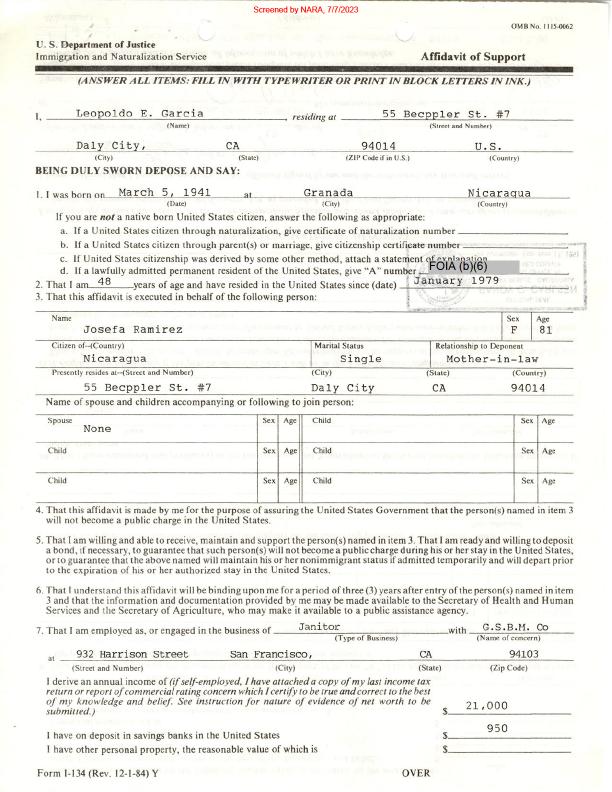 Screened by NARA, 7/7/2023
OMB No. 1115-0062
U. S. Department of Justice
Immigration and Naturalization Service Affidavit of Support
(ANSWER ALL ITEMS: FILL IN WITH TYPEWRITER OR PRINT IN BLOCK LETTERS IN INK.)
I, Leopoldo E. Garcia, residing at 55 Becppler St. #7
(Name) (Street and Number)
Daly City, CA 94014 U.S.
(City) (State) (ZIP Code if in U.S.) (Country)
BEING DULY SWORN DEPOSE AND SAY:
1. I was born on March 5, 1941 at Granada Nicaragua
(Date) (City) (Country)
If you are not a native born United States citizen, answer the following as appropriate:
a. If a United States citizen through naturalization, give certificate of naturalization number
b. If a United States citizen through parent(s) or marriage, give citizenship certificate number
c. If United States citizenship was derived by some other method, attach a statement of explanation
d. If a lawfully admitted permanent resident of the United States, give "A" number FOIA (b)(6)
2. That I am 48 years of age and have resided in the United States since (date) January 1979
3. That this affidavit is executed in behalf of the following person:
Name Sex Age
Josefa Ramirez F 81
Citizen of–(Country) Marital Status Relationship to Deponent
Nicaragua Single Mother-in-law
Presently resides at–(Street and Number) (City) (State) (Country)
55 Becppler St. #7 Daly City CA 94014
Name of spouse and children accompanying or following to join person:
Spouse Sex Age Child Sex Age
None
Child Sex Age Child Sex Age
Child Sex Age Child Sex Age
4. That this affidavit is made by me for the purpose of assuring the United States Government that the person(s) named in item 3
will not become a public charge in the United States.
5. That I am willing and able to receive, maintain and support the person(s) named in item 3. That I am ready and willing to deposit
a bond, if necessary, to guarantee that such person(s) will not become a public charge during his or her stay in the United States,
or to guarantee that the above named will maintain his or her nonimmigrant status if admitted temporarily and will depart prior
to the expiration of his or her authorized stay in the United States.
6. That I understand this affidavit will be binding upon me for a period of three (3) years after entry of the person(s) named in item
3 and that the information and documentation provided by me may be made available to the Secretary of Health and Human
Services and the Secretary of Agriculture, who may make it available to a public assistance agency.
7. That I am employed as, or engaged in the business of Janitor with G.S.B.M. Co
(Type of Business) (Name of concern)
at 932 Harrison Street San Francisco, CA 94103
(Street and Number) (City) (State) (Zip Code)
I derive an annual income of (if self-employed, I have attached a copy of my last income tax
return or report of commercial rating concern which I certify to be true and correct to the best
of my knowledge and belief. See instruction for nature of evidence of net worth to be
submitted.) $ 21,000
I have on deposit in savings banks in the United States $ 950
I have other personal property, the reasonable value of which is $
Form I-134 (Rev. 12-1-84) Y OVER